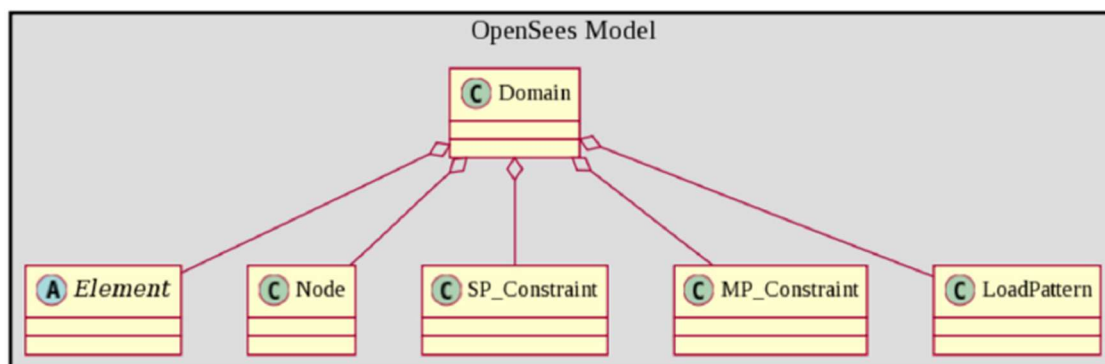 OpenSees Model
C Domain
A Element
C Node
C SP_Constraint
C MP_Constraint
C LoadPattern